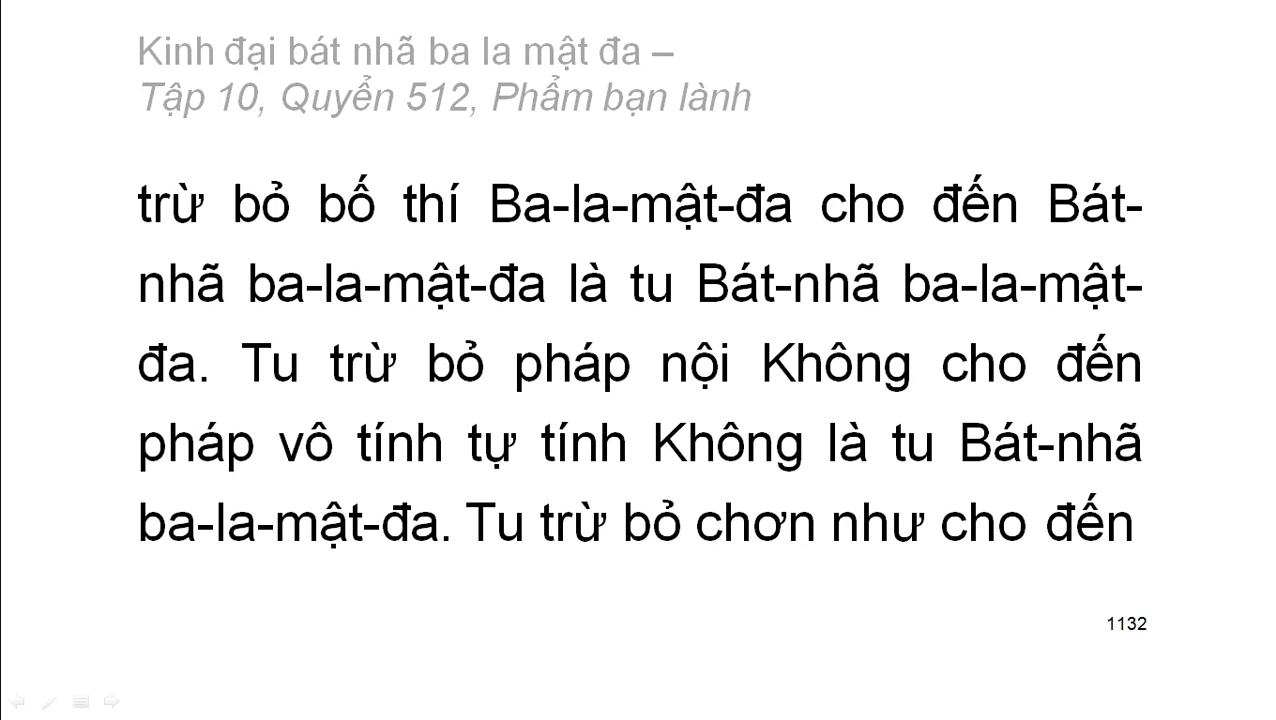 Kinh đại bát nhã ba la mật đa –
Tập 10, Quyển 512, Phẩm bạn lành
trừ bỏ bố thí Ba-la-mật-đa cho đến Bát-
nhã ba-la-mật-đa là tu Bát-nhã ba-la-mật-
đa. Tu trừ bỏ pháp nội Không cho đến
pháp vô tính tự tính Không là tu Bát-nhã
ba-la-mật-đa. Tu trừ bỏ chơn như cho đến
1132